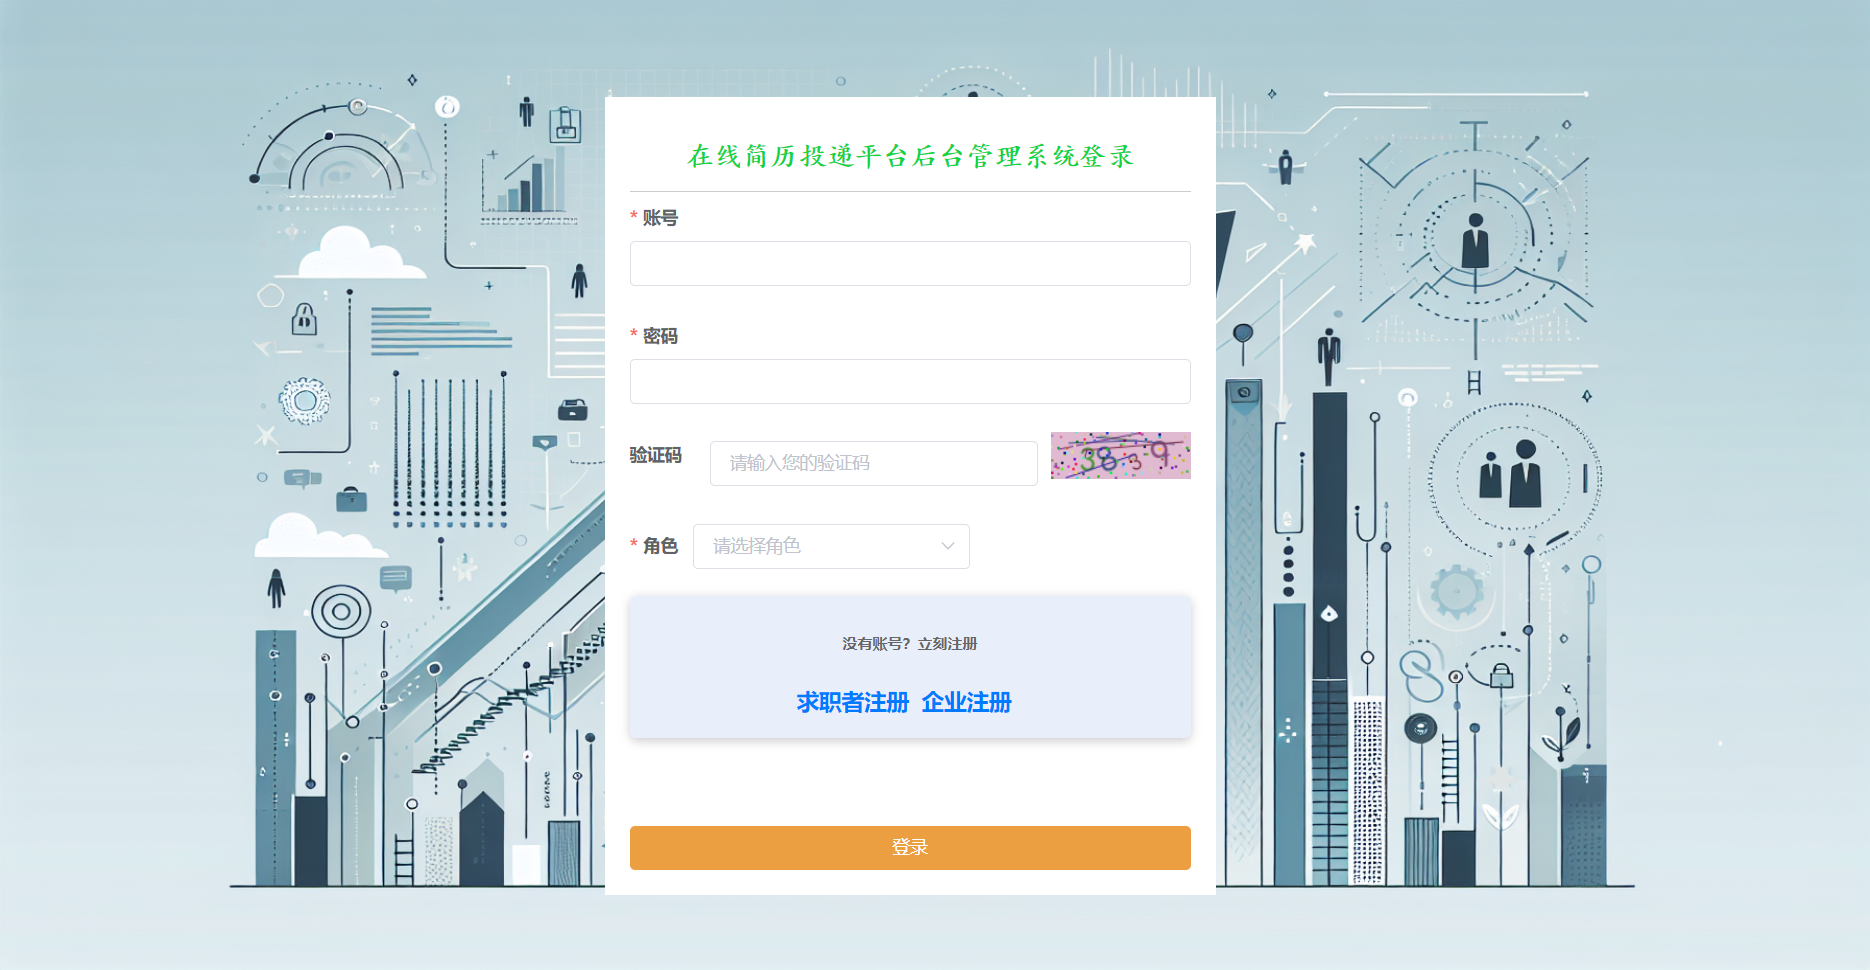 在线简历投递平台后台管理系统登录
* 账号
* 密码
验证码 请输入您的验证码 3839
* 角色 请选择角色
没有账号？立刻注册
求职者注册 企业注册
登录